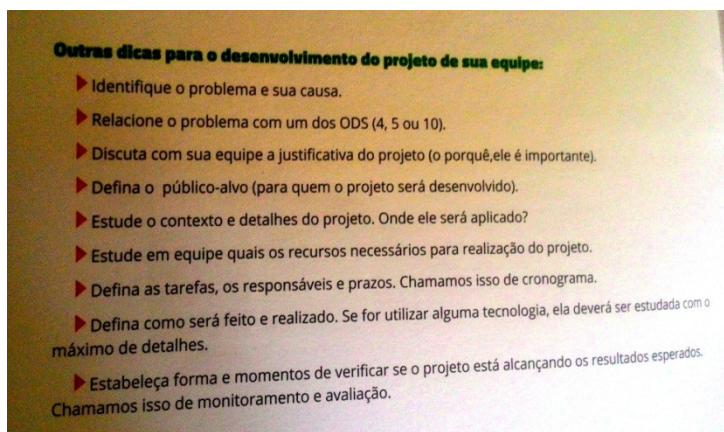 Outras dicas para o desenvolvimento do projeto de sua equipe:
Identifique o problema e sua causa.
Relacione o problema com um dos ODS (4, 5 ou 10).
Discuta com sua equipe a justificativa do projeto (o porquê,ele é importante).
Defina o público-alvo (para quem o projeto será desenvolvido).
Estude o contexto e detalhes do projeto. Onde ele será aplicado?
Estude em equipe quais os recursos necessários para realização do projeto.
Defina as tarefas, os responsáveis e prazos. Chamamos isso de cronograma.
Defina como será feito e realizado. Se for utilizar alguma tecnologia, ela deverá ser estudada com o
máximo de detalhes.
Estabeleça forma e momentos de verificar se o projeto está alcançando os resultados esperados.
Chamamos isso de monitoramento e avaliação.